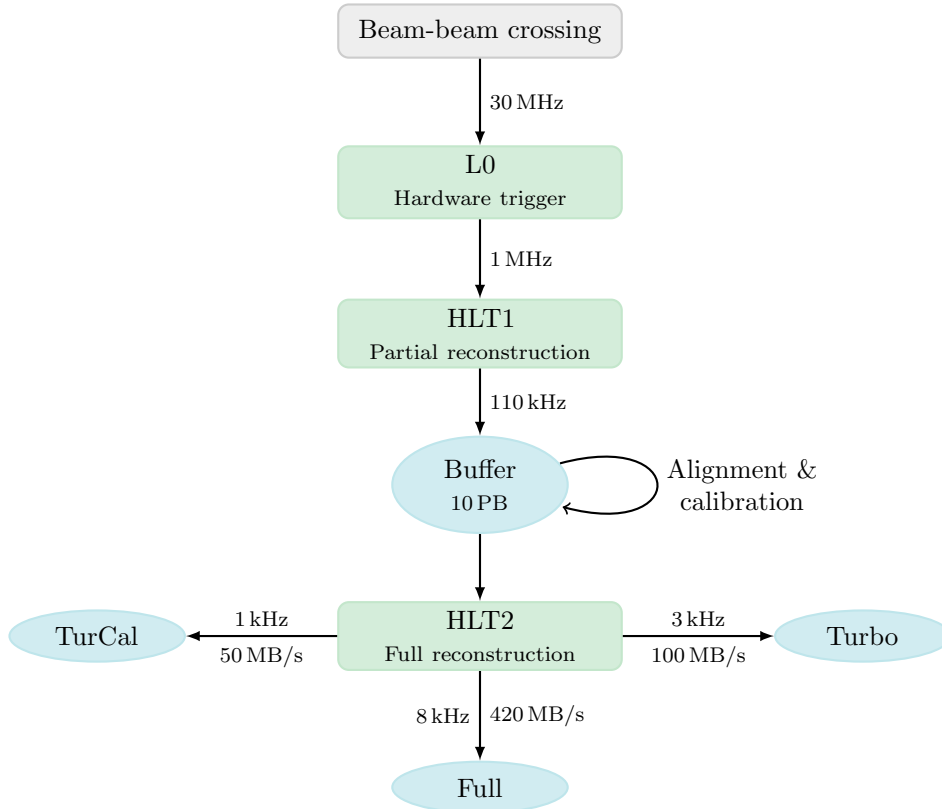 Beam-beam crossing
30 MHz
L0
Hardware trigger
1 MHz
HLT1
Partial reconstruction
110 kHz
Buffer
10 PB
Alignment &
calibration
TurCal
1 kHz
50 MB/s
HLT2
Full reconstruction
3 kHz
100 MB/s
Turbo
8 kHz
420 MB/s
Full